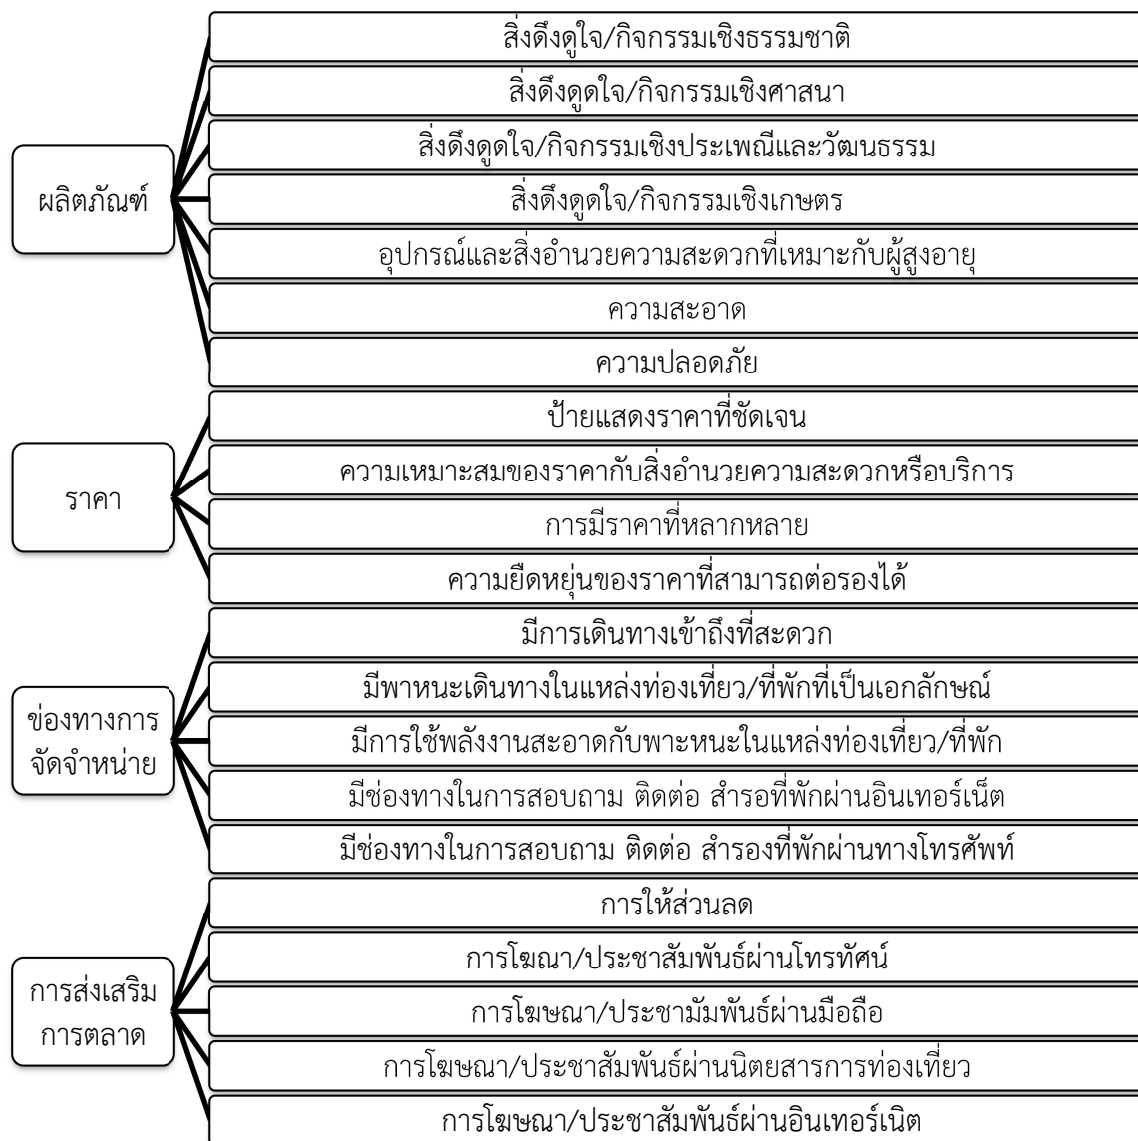 ผลิตภัณฑ์
สิ่งดึงดูใจ/กิจกรรมเชิงธรรมชาติ
สิ่งดึงดูดใจ/กิจกรรมเชิงศาสนา
สิ่งดึงดูดใจ/กิจกรรมเชิงประเพณีและวัฒนธรรม
สิ่งดึงดูดใจ/กิจกรรมเชิงเกษตร
อุปกรณ์และสิ่งอำนวยความสะดวกที่เหมาะกับผู้สูงอายุ
ความสะอาด
ความปลอดภัย
ราคา
ป้ายแสดงราคาที่ชัดเจน
ความเหมาะสมของราคากับสิ่งอำนวยความสะดวกหรือบริการ
การมีราคาที่หลากหลาย
ความยืดหยุ่นของราคาที่สามารถต่อรองได้
ช่องทางการ
จัดจำหน่าย
มีการเดินทางเข้าถึงที่สะดวก
มีพาหนะเดินทางในแหล่งท่องเที่ยว/ที่พักที่เป็นเอกลักษณ์
มีการใช้พลังงานสะอาดกับพาะหนะในแหล่งท่องเที่ยว/ที่พัก
มีช่องทางในการสอบถาม ติดต่อ สำรอที่พักผ่านอินเทอร์เน็ต
มีช่องทางในการสอบถาม ติดต่อ สำรองที่พักผ่านทางโทรศัพท์
การส่งเสริม
การตลาด
การให้ส่วนลด
การโฆณา/ประชาสัมพันธ์ผ่านโทรทัศน์
การโฆษณา/ประชามัมพันธ์ผ่านมือถือ
การโฆษณา/ประชาสัมพันธ์ผ่านนิตยสารการท่องเที่ยว
การโฆษณา/ประชาสัมพันธ์ผ่านอินเทอร์เนิต